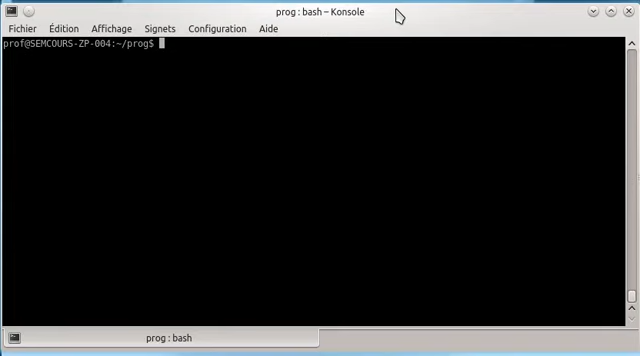 prog : bash – Konsole
Fichier Édition Affichage Signets Configuration Aide
prof@SEMCOURS-ZP-004:~/prog$
prog : bash